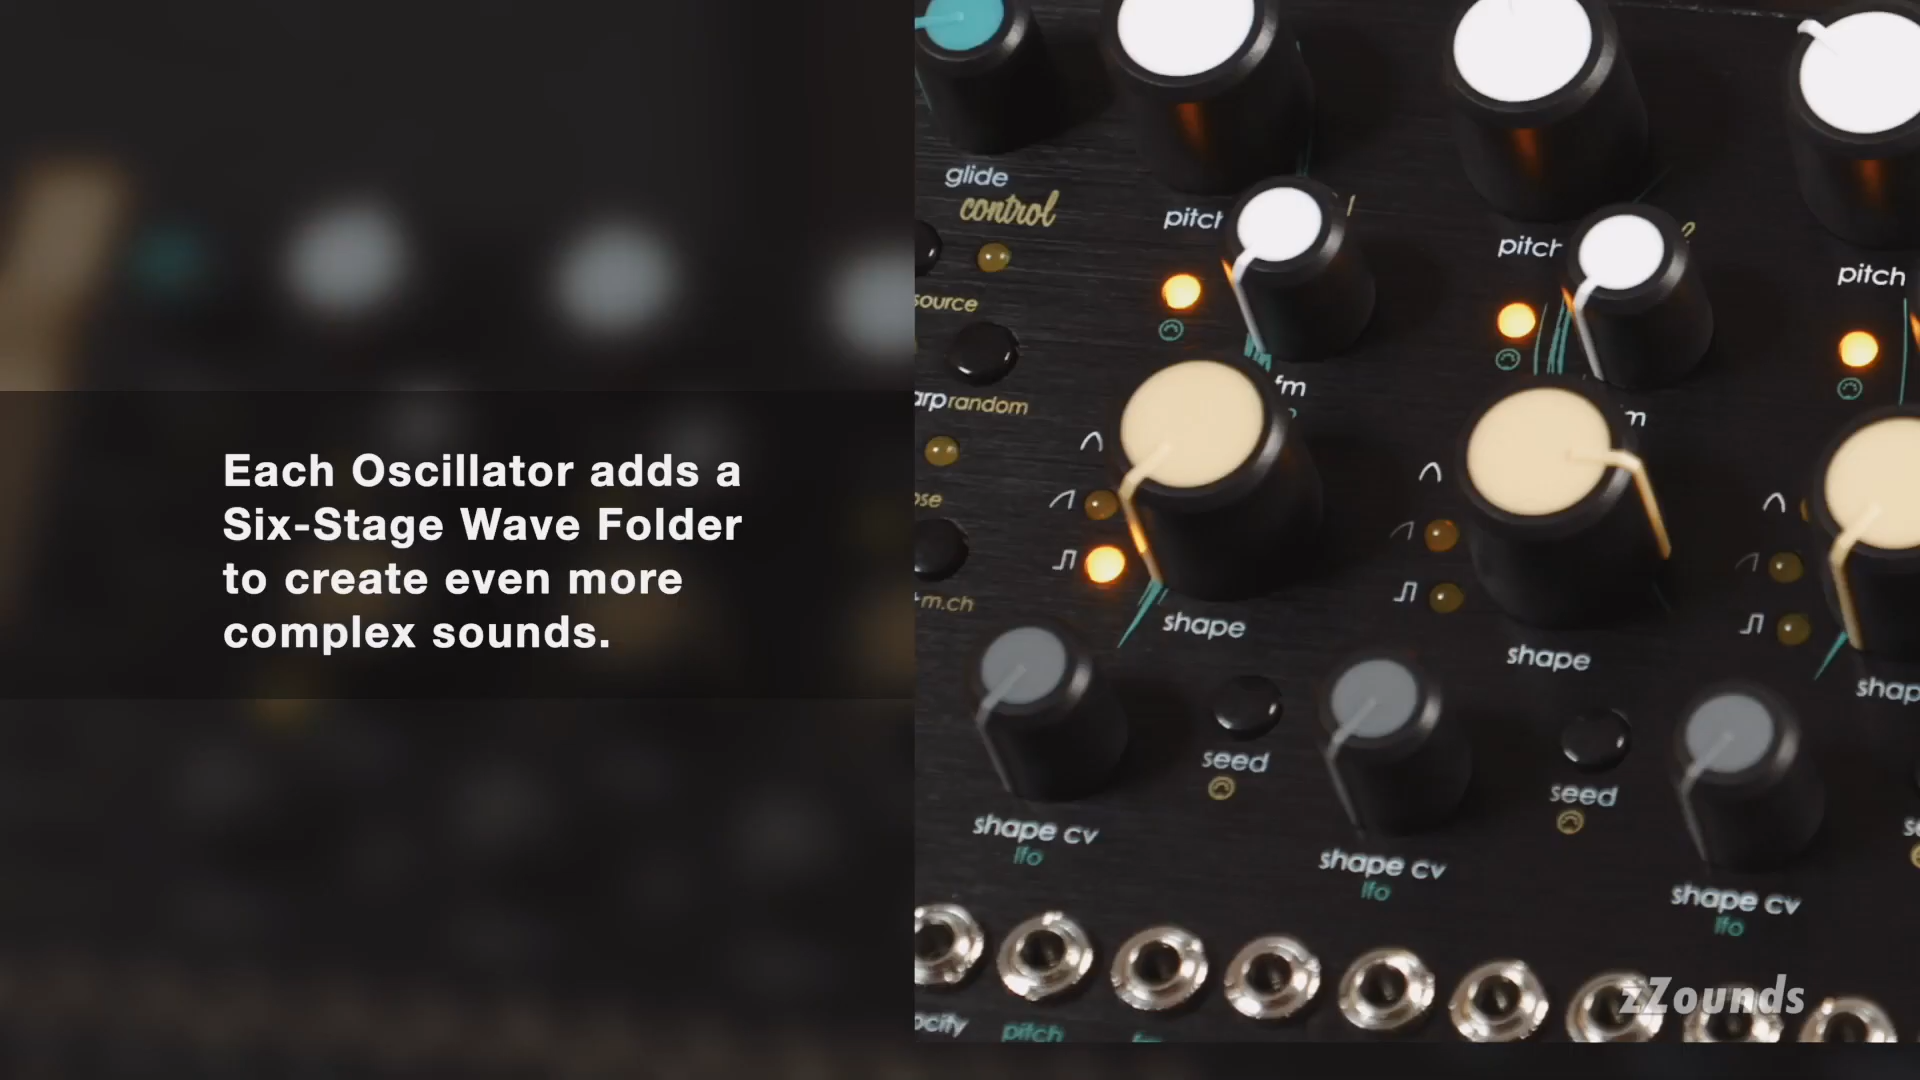 Each Oscillator adds a
Six-Stage Wave Folder
to create even more
complex sounds.
glide
control
pitch
pitch
pitch
source
random
fm
shape
shape
m.ch
seed
seed
shape cv
lfo
shape cv
lfo
shape cv
lfo
pitch
zZounds